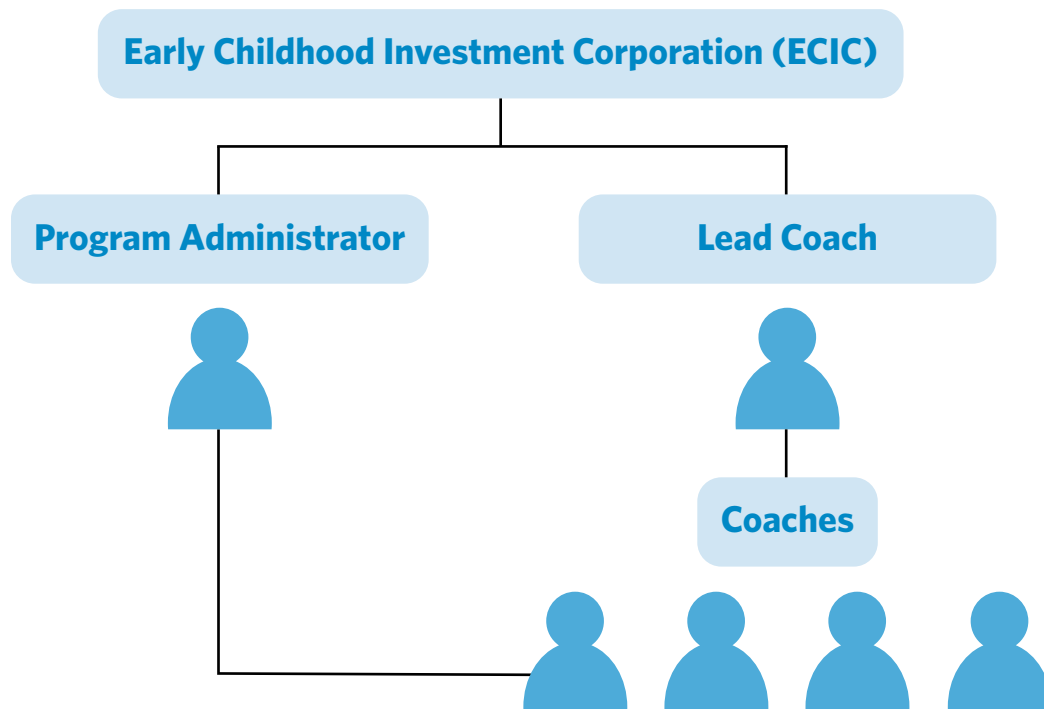 Early Childhood Investment Corporation (ECIC)
Program Administrator
Lead Coach
Coaches